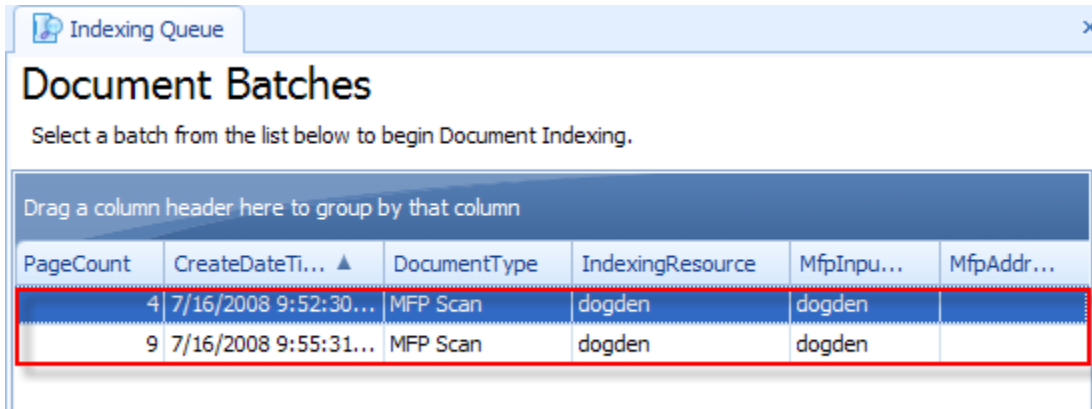 Indexing Queue
Document Batches
Select a batch from the list below to begin Document Indexing.
Drag a column header here to group by that column
PageCount CreateDateTi... ▲ DocumentType IndexingResource MfpInpu... MfpAddr...
4 7/16/2008 9:52:30... MFP Scan dogden dogden
9 7/16/2008 9:55:31... MFP Scan dogden dogden